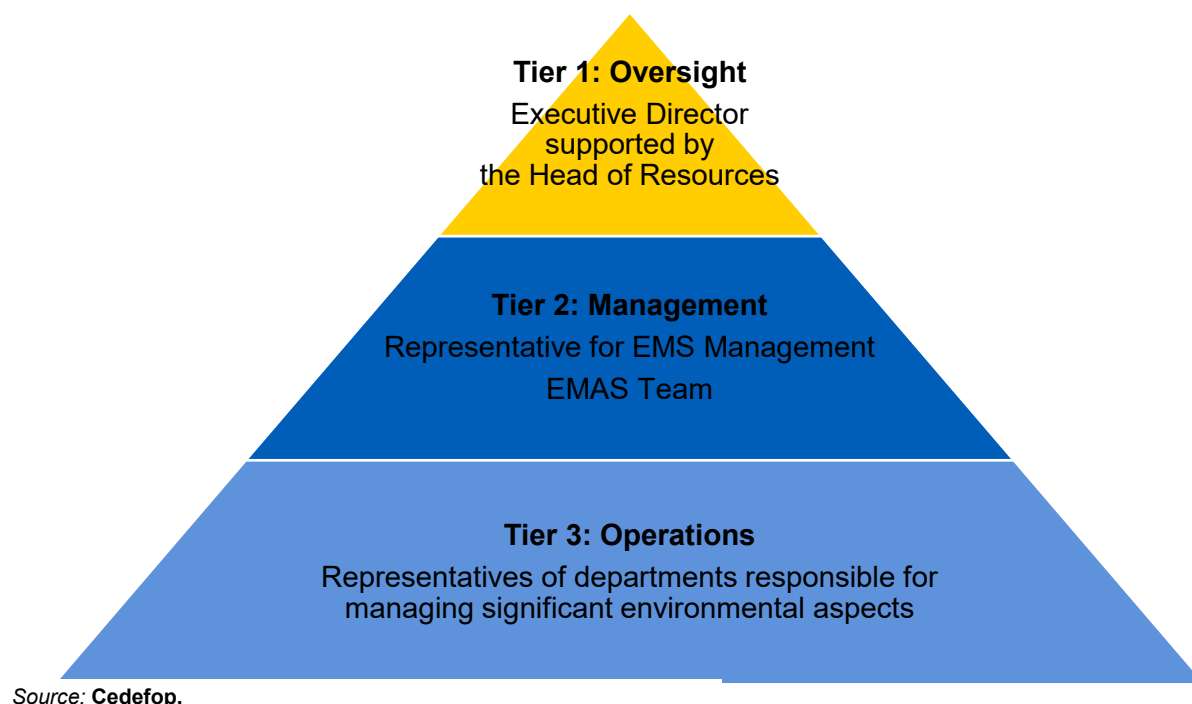 Tier 1: Oversight
Executive Director
supported by
the Head of Resources
Tier 2: Management
Representative for EMS Management
EMAS Team
Tier 3: Operations
Representatives of departments responsible for
managing significant environmental aspects
Source: Cedefop.